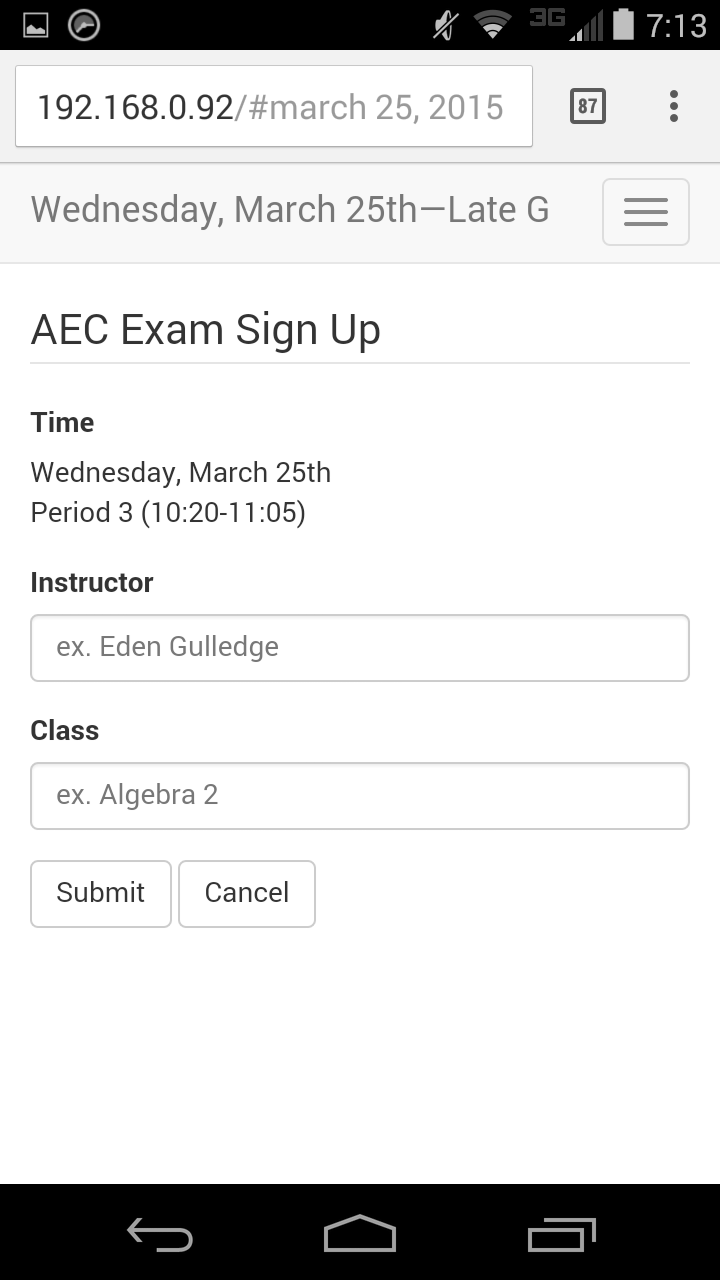 3G 7:13
192.168.0.92/#march 25, 2015
87
Wednesday, March 25th—Late G
AEC Exam Sign Up
Time
Wednesday, March 25th
Period 3 (10:20-11:05)
Instructor
ex. Eden Gulledge
Class
ex. Algebra 2
Submit Cancel